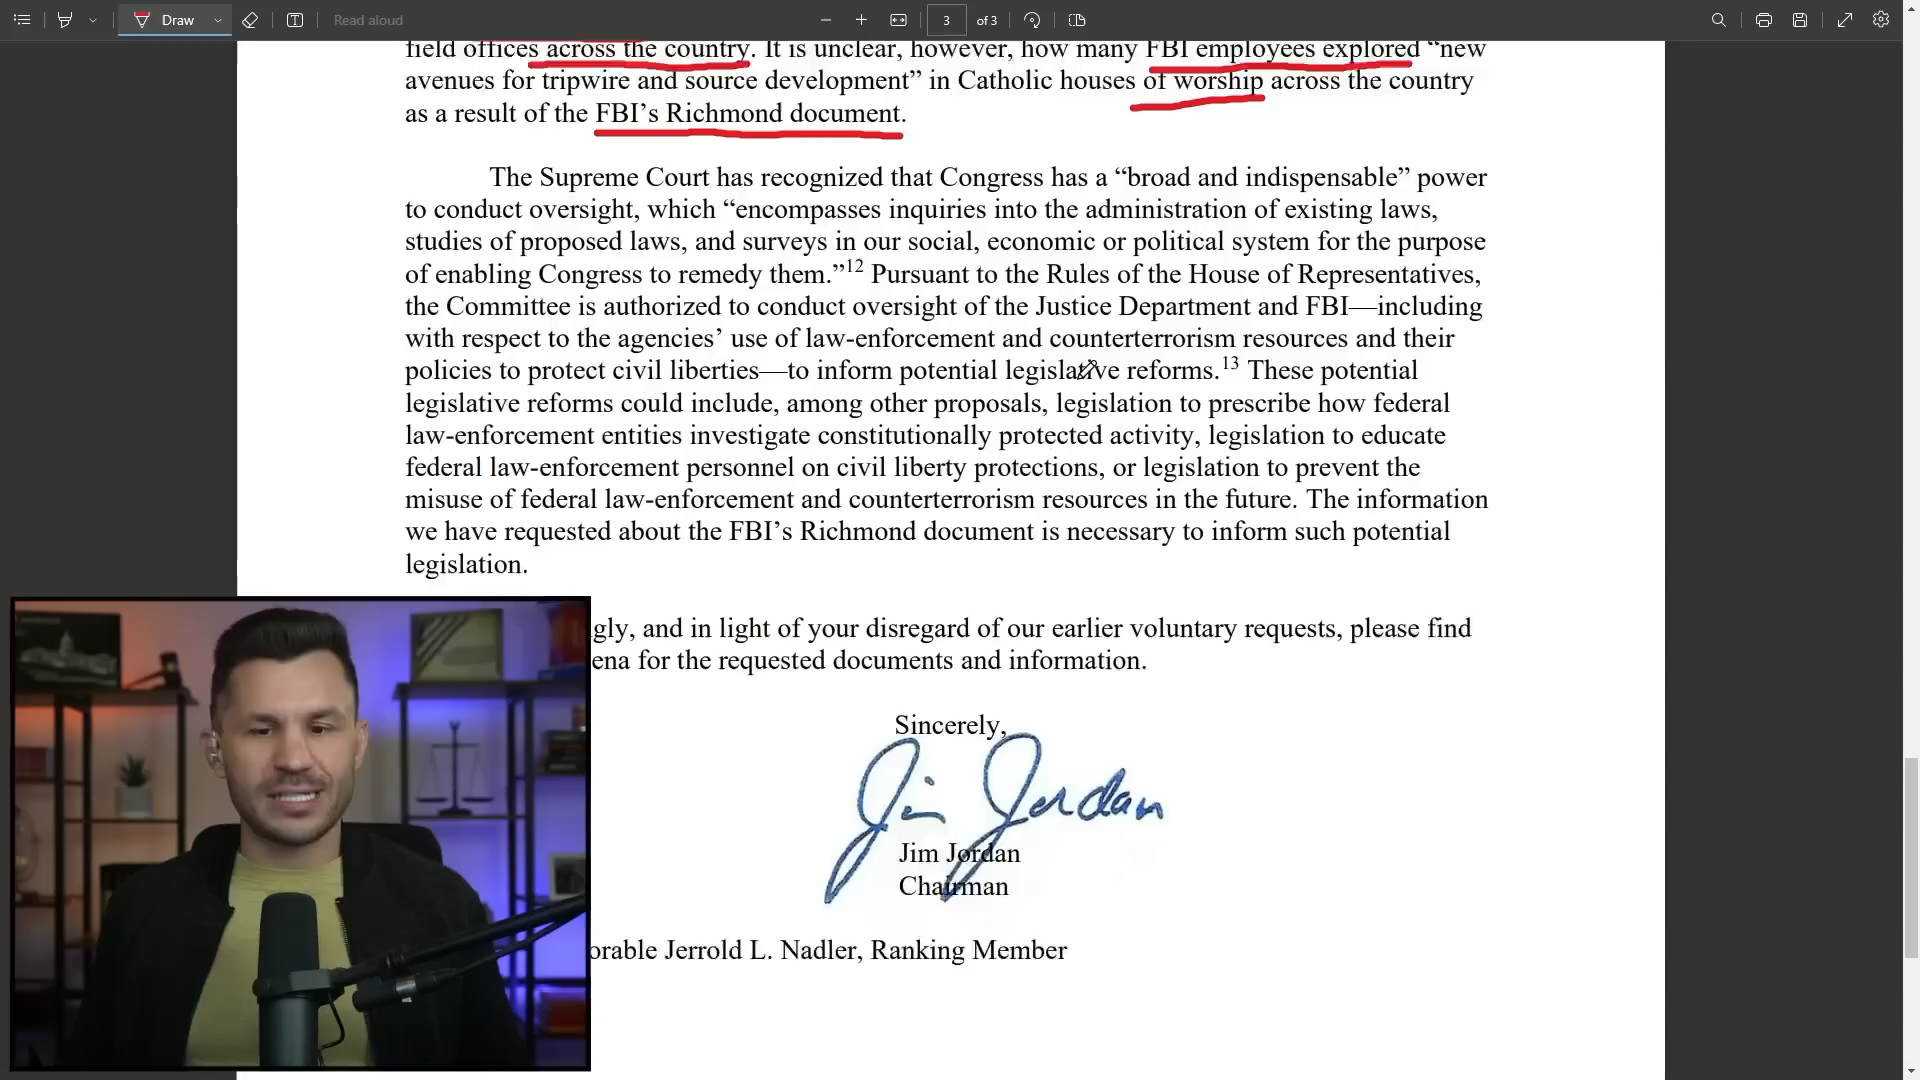 Draw
Read aloud
3 of 3
field offices across the country. It is unclear, however, how many FBI employees explored “new
avenues for tripwire and source development” in Catholic houses of worship across the country
as a result of the FBI’s Richmond document.
The Supreme Court has recognized that Congress has a “broad and indispensable” power
to conduct oversight, which “encompasses inquiries into the administration of existing laws,
studies of proposed laws, and surveys in our social, economic or political system for the purpose
of enabling Congress to remedy them.”12 Pursuant to the Rules of the House of Representatives,
the Committee is authorized to conduct oversight of the Justice Department and FBI—including
with respect to the agencies’ use of law-enforcement and counterterrorism resources and their
policies to protect civil liberties—to inform potential legislative reforms.13 These potential
legislative reforms could include, among other proposals, legislation to prescribe how federal
law-enforcement entities investigate constitutionally protected activity, legislation to educate
federal law-enforcement personnel on civil liberty protections, or legislation to prevent the
misuse of federal law-enforcement and counterterrorism resources in the future. The information
we have requested about the FBI’s Richmond document is necessary to inform such potential
legislation.
gly, and in light of your disregard of our earlier voluntary requests, please find
ena for the requested documents and information.
Sincerely,
Jim Jordan
Jim Jordan
Chairman
orable Jerrold L. Nadler, Ranking Member